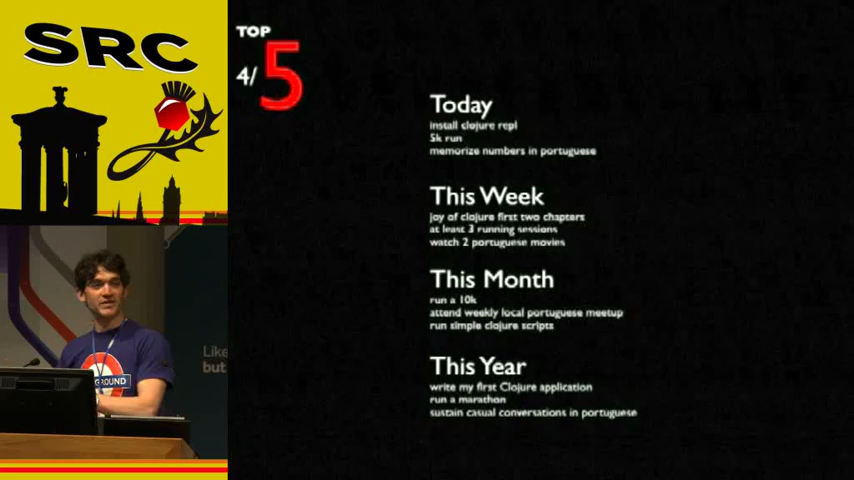 SRC
TOP
4/5
Today
install clojure repl
5k run
memorize numbers in portuguese
This Week
joy of clojure first two chapters
at least 3 running sessions
watch 2 portuguese movies
This Month
run a 10k
attend weekly local portuguese meetup
run simple clojure scripts
This Year
write my first Clojure application
run a marathon
sustain casual conversations in portuguese
Like
but
GROUND